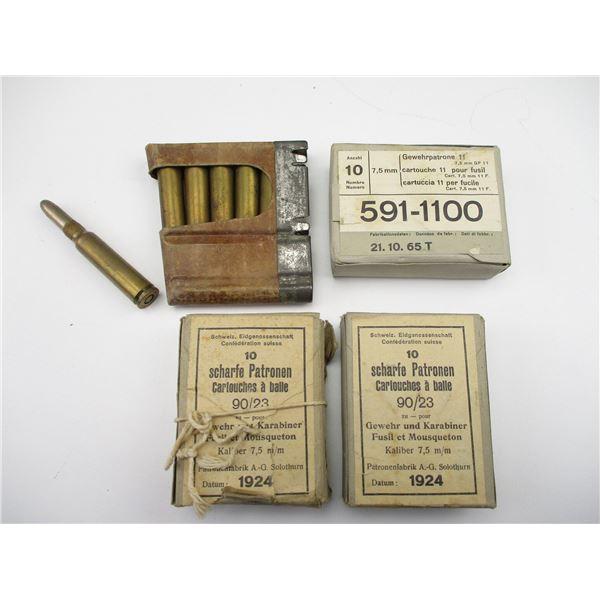 Anzahl
10
Nombre
Numero
7,5 mm
Gewehrpatrone 11
7,5 mm GP 11
cartouche 11 pour fusil
Cart. 7,5 mm 11 F.
cartuccia 11 per fucile
Cart. 7,5 mm 11 F.
591-1100
21. 10. 65 T
Schweiz. Eidgenossenschaft
Confédération suisse
10
scharfe Patronen
Cartouches à balle
90/23
zu — pour
Gewehr und Karabiner
Fusil et Mousqueton
Kaliber 7,5 m/m
Patronenfabrik A.-G. Solothurn
Datum: 1924
Schweiz. Eidgenossenschaft
Confédération suisse
10
scharfe Patronen
Cartouches à balle
90/23
zu — pour
Gewehr und Karabiner
Fusil et Mousqueton
Kaliber 7,5 m/m
Patronenfabrik A.-G. Solothurn
Datum: 1924